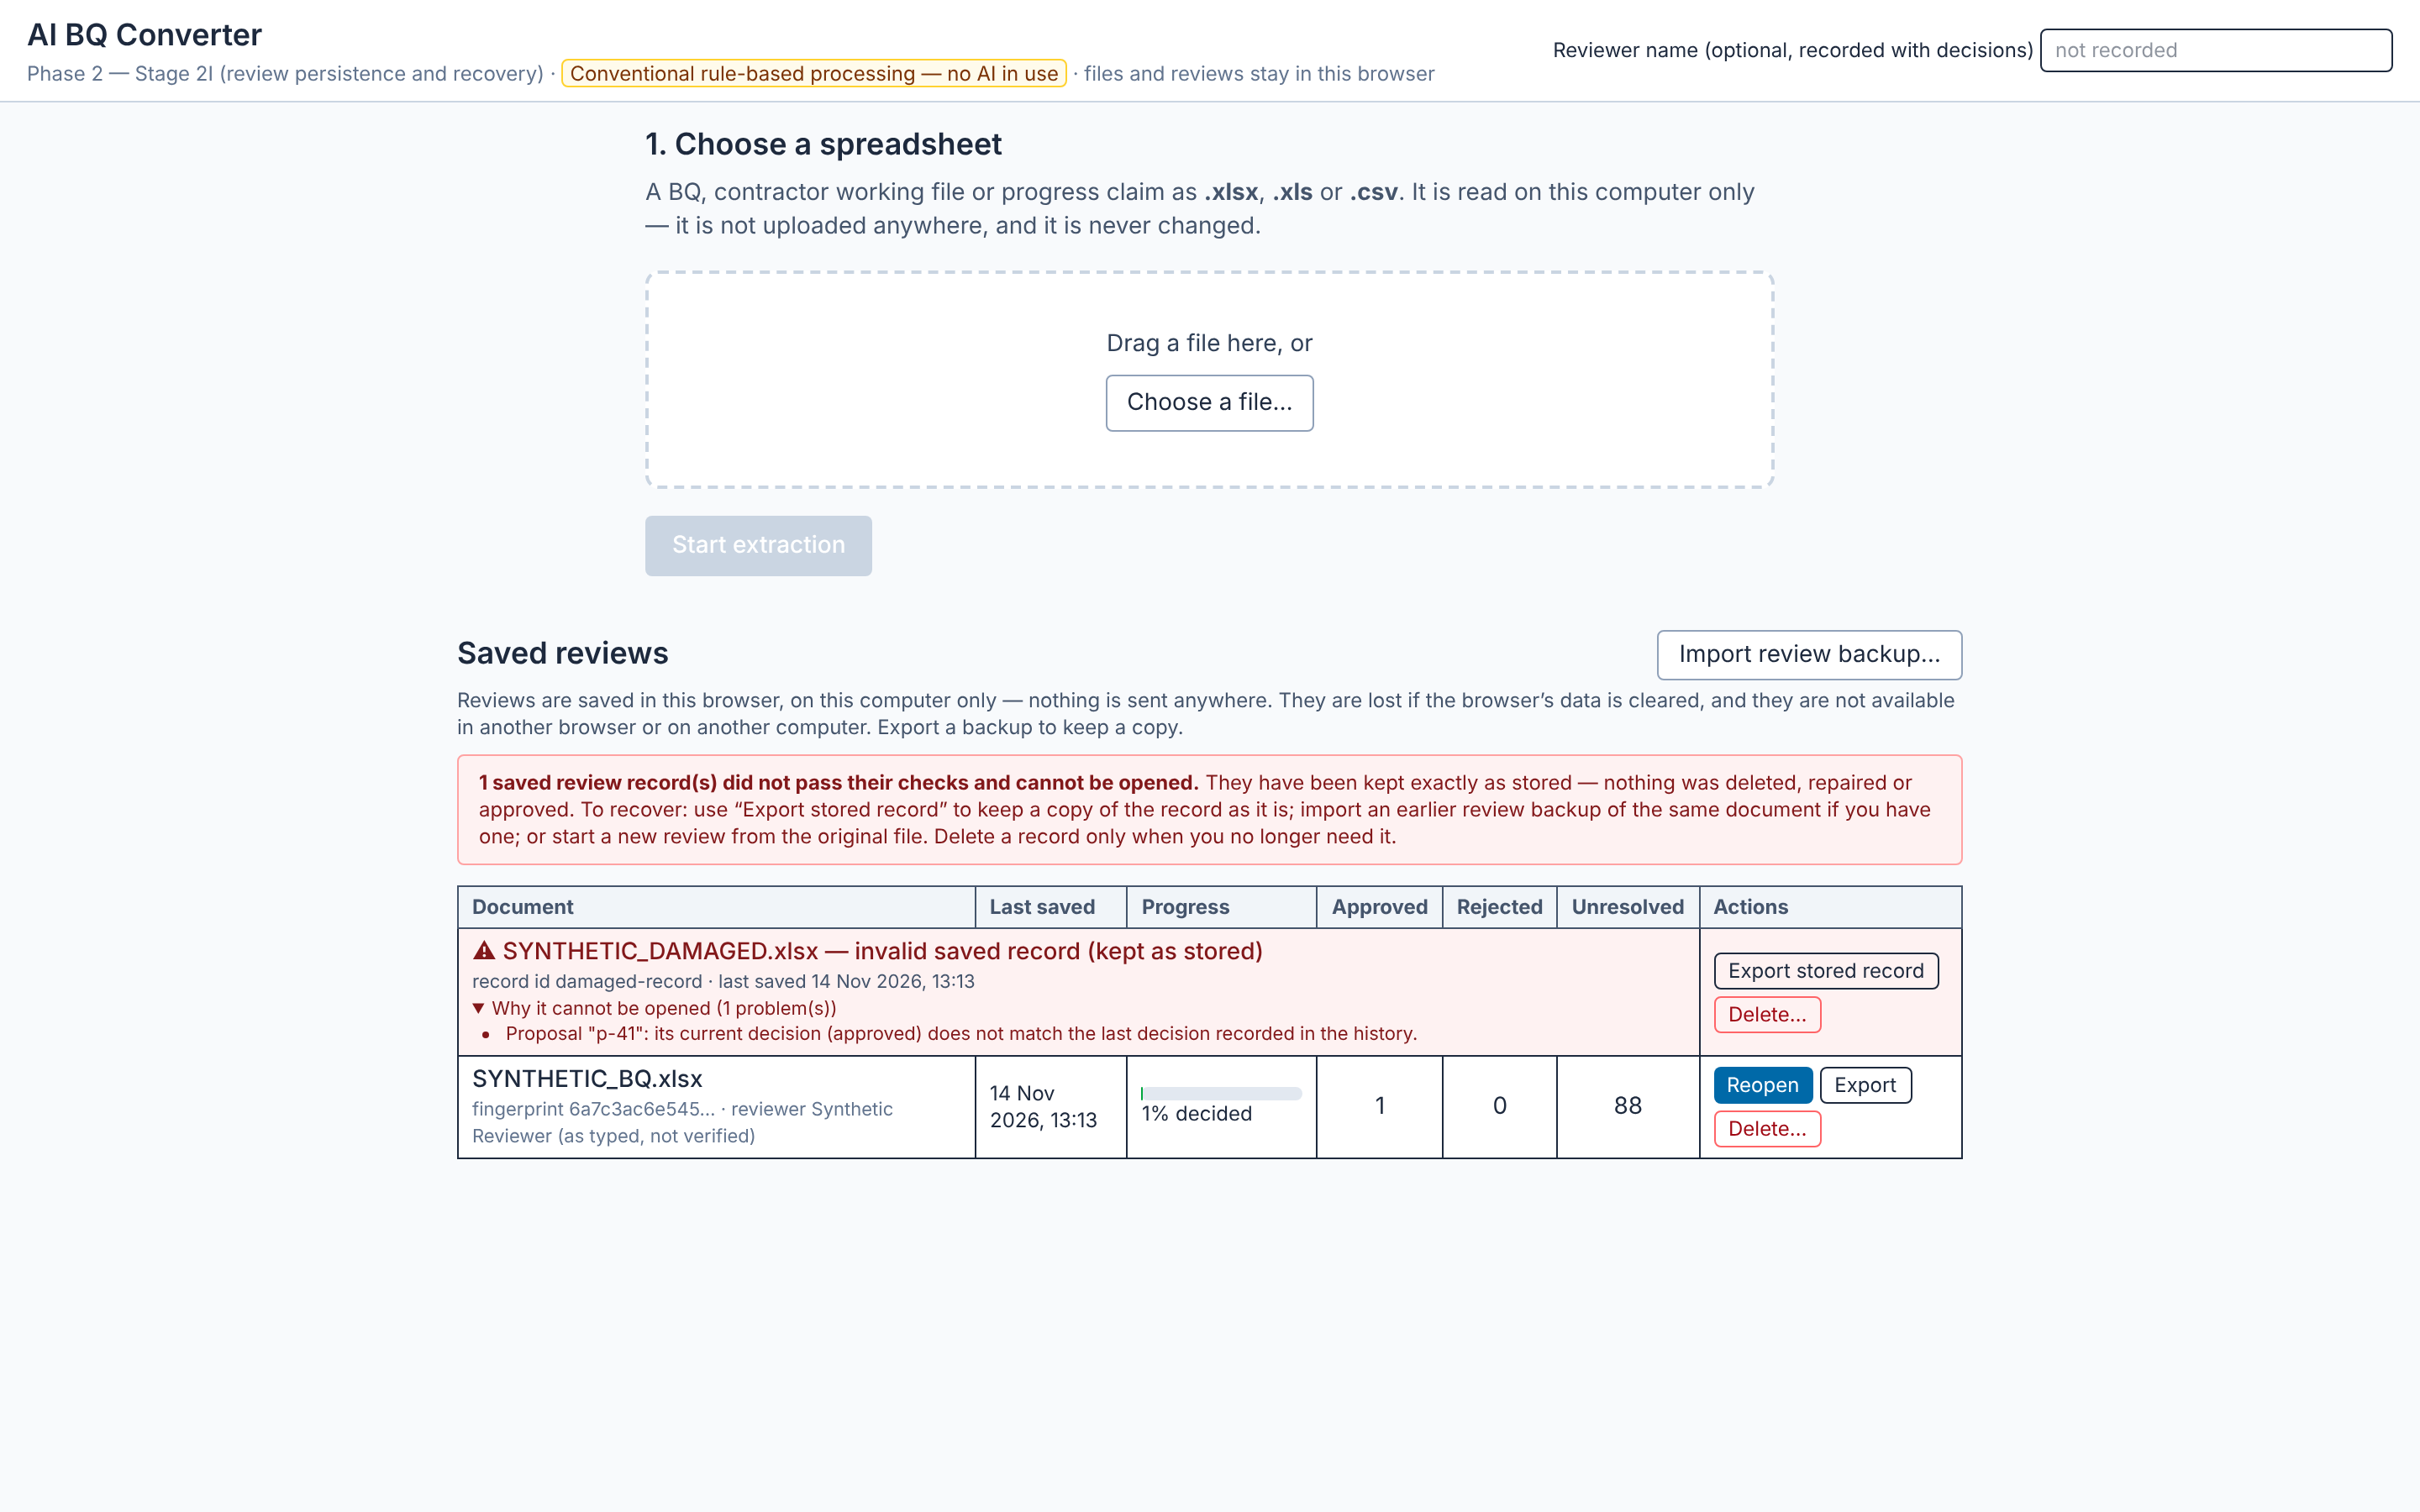 AI BQ Converter
Phase 2 — Stage 2I (review persistence and recovery) · Conventional rule-based processing — no AI in use · files and reviews stay in this browser
Reviewer name (optional, recorded with decisions) not recorded
1. Choose a spreadsheet
A BQ, contractor working file or progress claim as .xlsx, .xls or .csv. It is read on this computer only
— it is not uploaded anywhere, and it is never changed.
Drag a file here, or
Choose a file...
Start extraction
Saved reviews
Import review backup...
Reviews are saved in this browser, on this computer only — nothing is sent anywhere. They are lost if the browser’s data is cleared, and they are not available
in another browser or on another computer. Export a backup to keep a copy.
1 saved review record(s) did not pass their checks and cannot be opened. They have been kept exactly as stored — nothing was deleted, repaired or
approved. To recover: use “Export stored record” to keep a copy of the record as it is; import an earlier review backup of the same document if you have
one; or start a new review from the original file. Delete a record only when you no longer need it.
Document Last saved Progress Approved Rejected Unresolved Actions
⚠ SYNTHETIC_DAMAGED.xlsx — invalid saved record (kept as stored)
record id damaged-record · last saved 14 Nov 2026, 13:13
▼ Why it cannot be opened (1 problem(s))
• Proposal "p-41": its current decision (approved) does not match the last decision recorded in the history.
Export stored record
Delete...
SYNTHETIC_BQ.xlsx
fingerprint 6a7c3ac6e545... · reviewer Synthetic
Reviewer (as typed, not verified)
14 Nov
2026, 13:13
1% decided
1
0
88
Reopen Export
Delete...